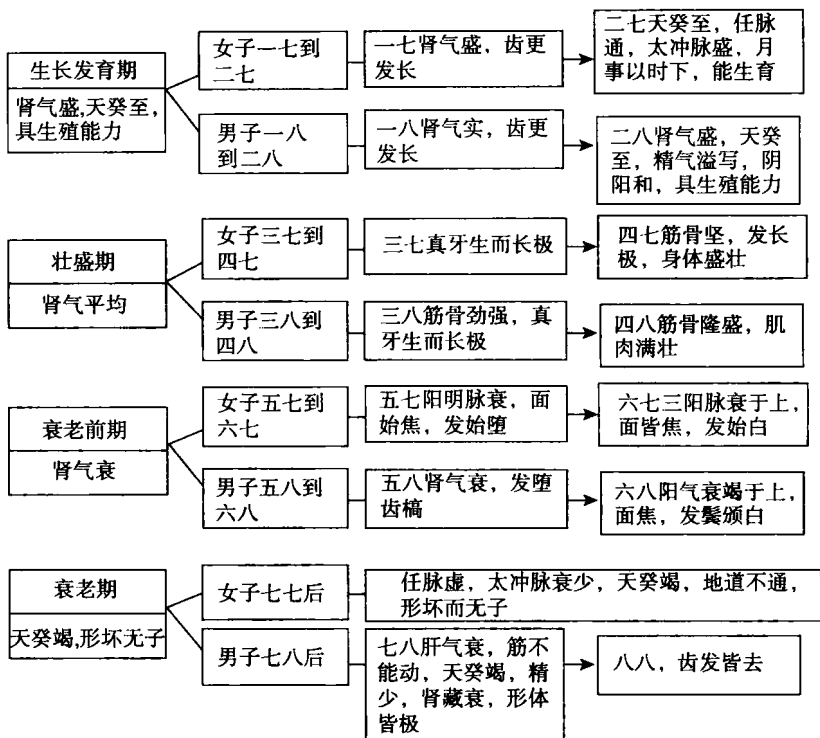 生长发育期
肾气盛,天癸至,
具生殖能力
女子一七到
二七
一七肾气盛，齿更
发长
二七天癸至，任脉
通，太冲脉盛，月
事以时下，能生育
男子一八
到二八
一八肾气实，齿更
发长
二八肾气盛，天癸
至，精气溢写，阴
阳和，具生殖能力
壮盛期
肾气平均
女子三七到
四七
三七真牙生而长极
四七筋骨坚，发长
极，身体盛壮
男子三八到
四八
三八筋骨劲强，真
牙生而长极
四八筋骨隆盛，肌
肉满壮
衰老前期
肾气衰
女子五七到
六七
五七阳明脉衰，面
始焦，发始堕
六七三阳脉衰于上，
面皆焦，发始白
男子五八到
六八
五八肾气衰，发堕
齿槁
六八阳气衰竭于上，
面焦，发鬓颁白
衰老期
天癸竭,形坏无子
女子七七后
任脉虚，太冲脉衰少，天癸竭，地道不通，
形坏而无子
男子七八后
七八肝气衰，筋不
能动，天癸竭，精
少，肾藏衰，形体
皆极
八八，齿发皆去